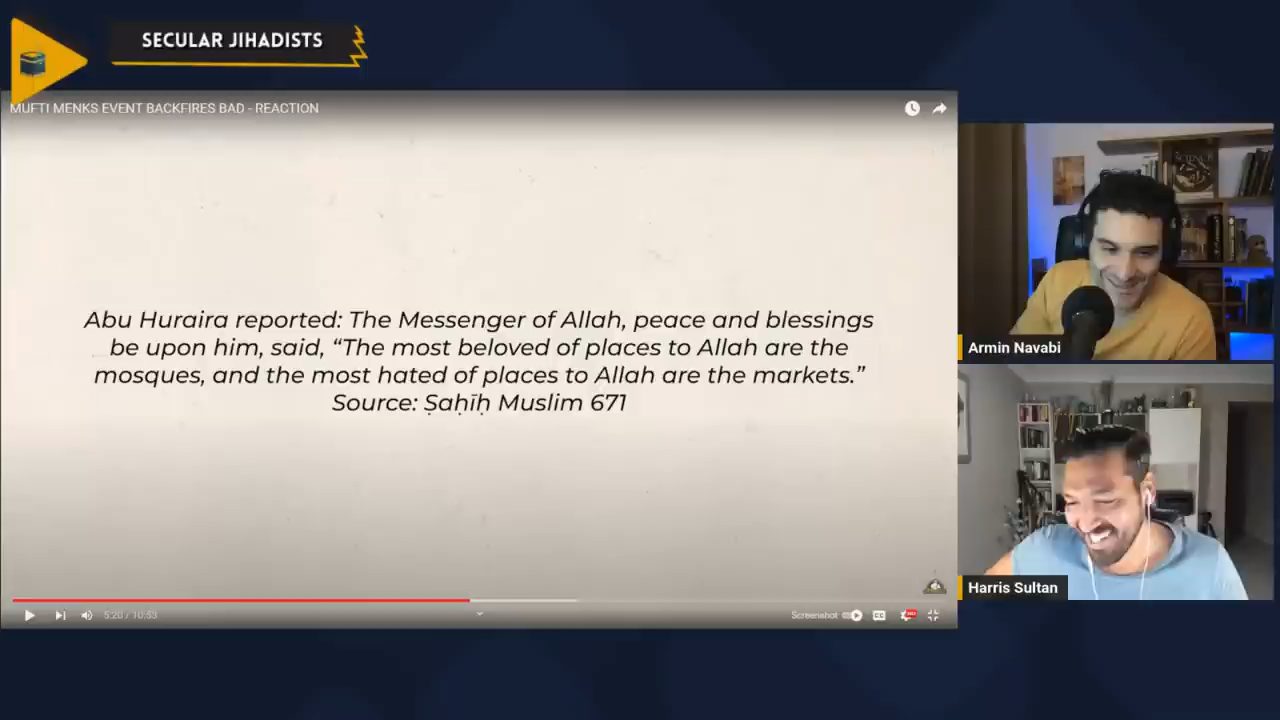 SECULAR JIHADISTS
MUFTI MENKS EVENT BACKFIRES BAD - REACTION
Abu Huraira reported: The Messenger of Allah, peace and blessings
be upon him, said, “The most beloved of places to Allah are the
mosques, and the most hated of places to Allah are the markets.”
Source: Ṣaḥīḥ Muslim 671
SCIENCE
Armin Navabi
Harris Sultan
5:20 / 10:53
Screenshot
CC